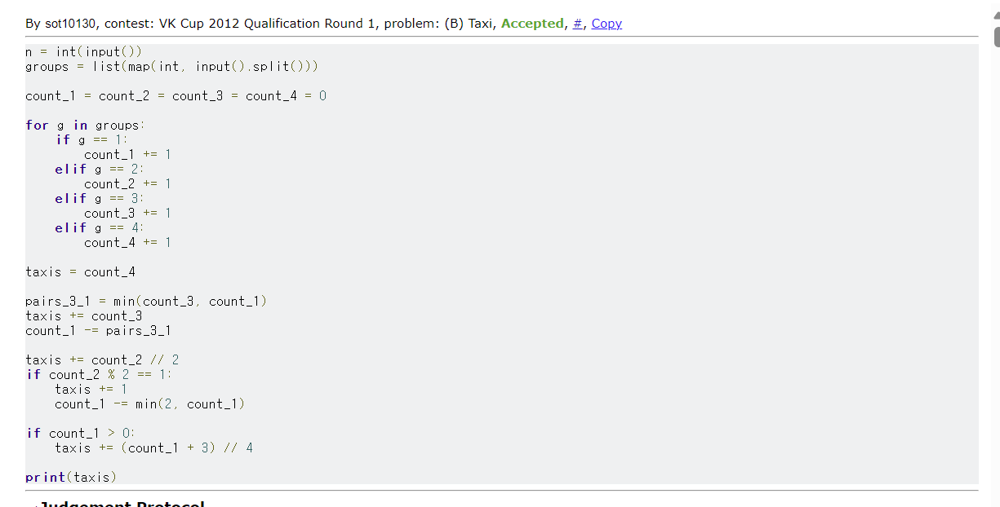 By sot10130, contest: VK Cup 2012 Qualification Round 1, problem: (B) Taxi, Accepted, #, Copy
n = int(input())
groups = list(map(int, input().split()))
count_1 = count_2 = count_3 = count_4 = 0
for g in groups:
    if g == 1:
        count_1 += 1
    elif g == 2:
        count_2 += 1
    elif g == 3:
        count_3 += 1
    elif g == 4:
        count_4 += 1
taxis = count_4
pairs_3_1 = min(count_3, count_1)
taxis += count_3
count_1 -= pairs_3_1
taxis += count_2 // 2
if count_2 % 2 == 1:
    taxis += 1
    count_1 -= min(2, count_1)
if count_1 > 0:
    taxis += (count_1 + 3) // 4
print(taxis)
Judgement Protocol